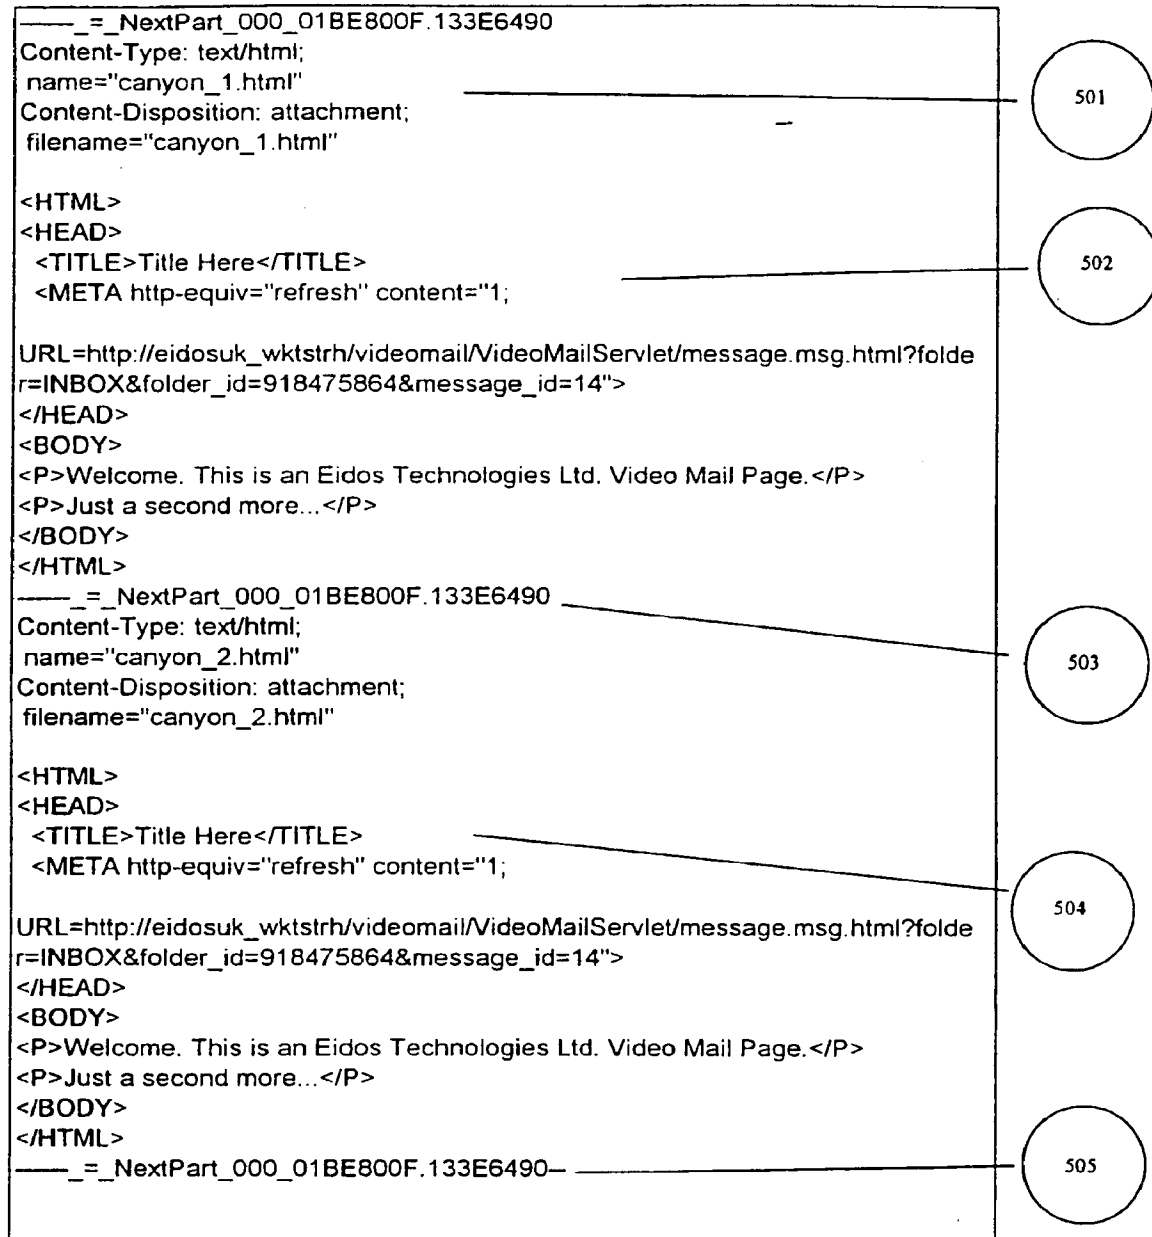 ------_=_NextPart_000_01BE800F.133E6490
Content-Type: text/html;
name="canyon_1.html"
501
Content-Disposition: attachment;
filename="canyon_1.html"
<HTML>
<HEAD>
<TITLE>Title Here</TITLE>
502
<META http-equiv="refresh" content="1;
URL=http://eidosuk_wktstrh/videomail/VideoMailServlet/message.msg.html?folde
r=INBOX&folder_id=918475864&message_id=14">
</HEAD>
<BODY>
<P>Welcome. This is an Eidos Technologies Ltd. Video Mail Page.</P>
<P>Just a second more...</P>
</BODY>
</HTML>
------_=_NextPart_000_01BE800F.133E6490
Content-Type: text/html;
name="canyon_2.html"
503
Content-Disposition: attachment;
filename="canyon_2.html"
<HTML>
<HEAD>
<TITLE>Title Here</TITLE>
<META http-equiv="refresh" content="1;
504
URL=http://eidosuk_wktstrh/videomail/VideoMailServlet/message.msg.html?folde
r=INBOX&folder_id=918475864&message_id=14">
</HEAD>
<BODY>
<P>Welcome. This is an Eidos Technologies Ltd. Video Mail Page.</P>
<P>Just a second more...</P>
</BODY>
</HTML>
------_=_NextPart_000_01BE800F.133E6490--
505